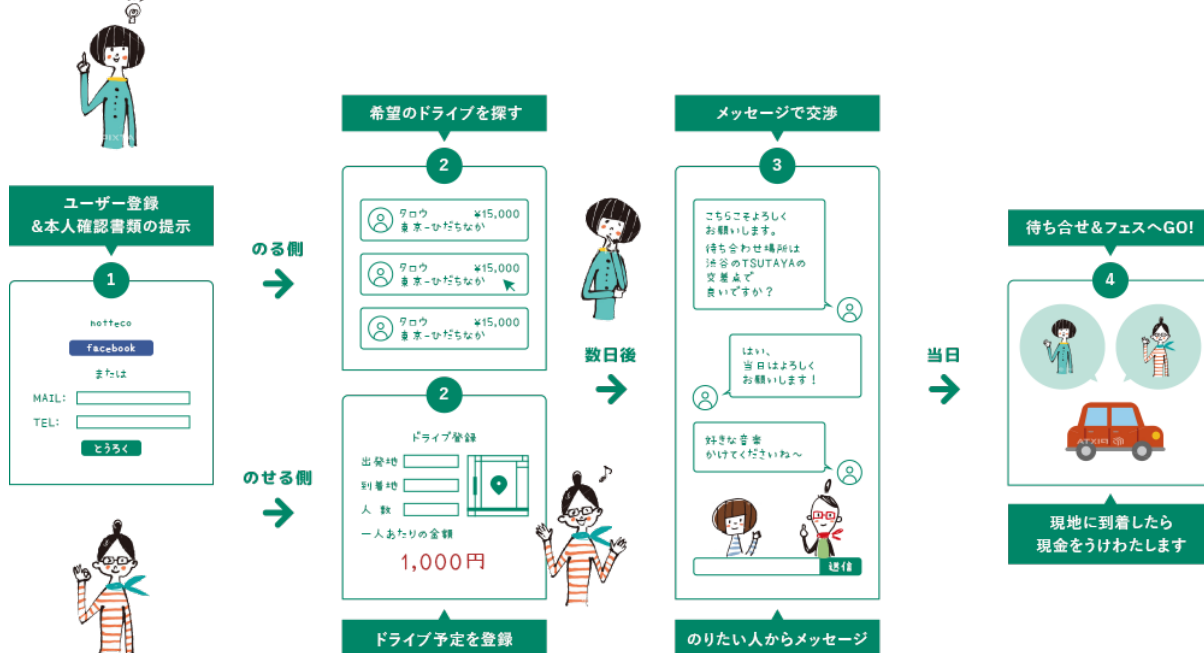 ユーザー登録
&本人確認書類の提示
1
notteco
facebook
または
MAIL:
TEL:
とうろく
のる側
のせる側
希望のドライブを探す
2
タロウ ¥15,000
東京-ひたちなか
タロウ ¥15,000
東京-ひたちなか
タロウ ¥15,000
東京-ひたちなか
2
ドライブ登録
出発地
到着地
人 数
一人あたりの金額
1,000円
ドライブ予定を登録
数日後
メッセージで交渉
3
こちらこそよろしく
お願いします。
待ち合わせ場所は
渋谷のTSUTAYAの
交差点で
良いですか？
はい、
当日はよろしく
お願いします！
好きな音楽
かけてくださいね〜
送信
のりたい人からメッセージ
当日
待ち合せ&フェスへGO!
4
現地に到着したら
現金をうけわたします